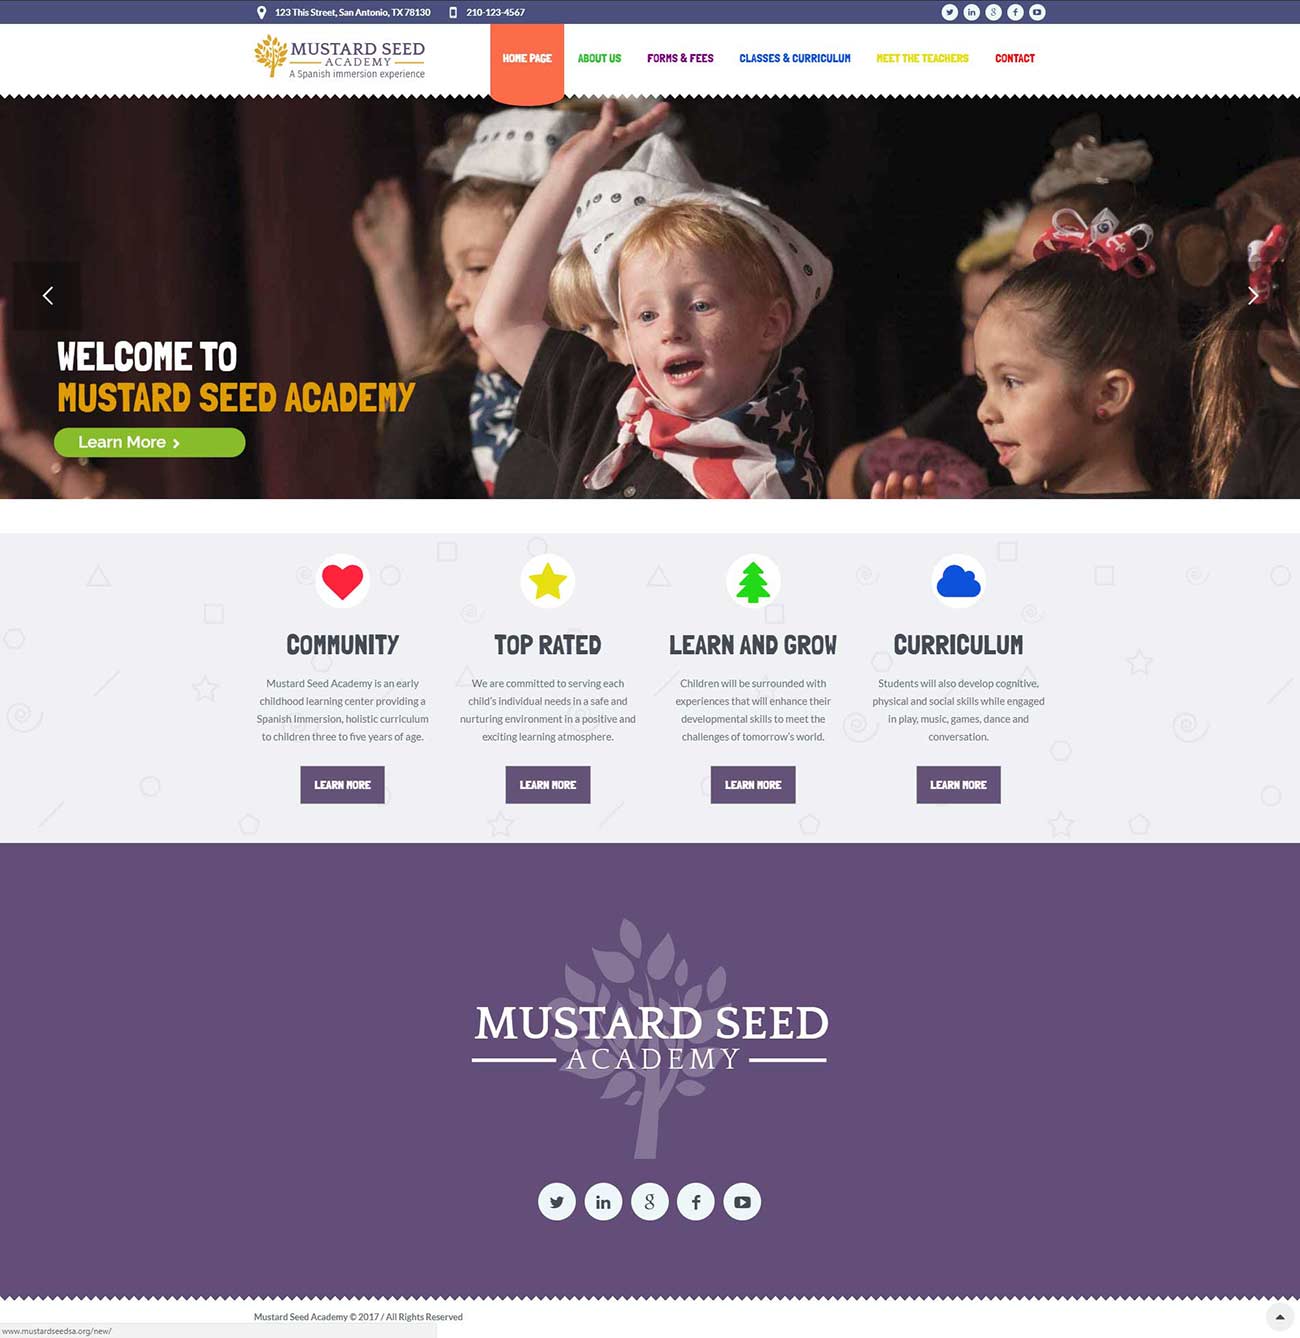 123 This Street, San Antonio, TX 78130 210-123-4567
MUSTARD SEED
ACADEMY
A Spanish immersion experience
HOME PAGE ABOUT US FORMS & FEES CLASSES & CURRICULUM MEET THE TEACHERS CONTACT
WELCOME TO
MUSTARD SEED ACADEMY
Learn More
COMMUNITY
Mustard Seed Academy is an early
childhood learning center providing a
Spanish Immersion, holistic curriculum
to children three to five years of age.
LEARN MORE
TOP RATED
We are committed to serving each
child's individual needs in a safe and
nurturing environment in a positive and
exciting learning atmosphere.
LEARN MORE
LEARN AND GROW
Children will be surrounded with
experiences that will enhance their
developmental skills to meet the
challenges of tomorrow's world.
LEARN MORE
CURRICULUM
Students will also develop cognitive,
physical and social skills while engaged
in play, music, games, dance and
conversation.
LEARN MORE
MUSTARD SEED
ACADEMY
Mustard Seed Academy © 2017 / All Rights Reserved
www.mustardseedsa.org/new/